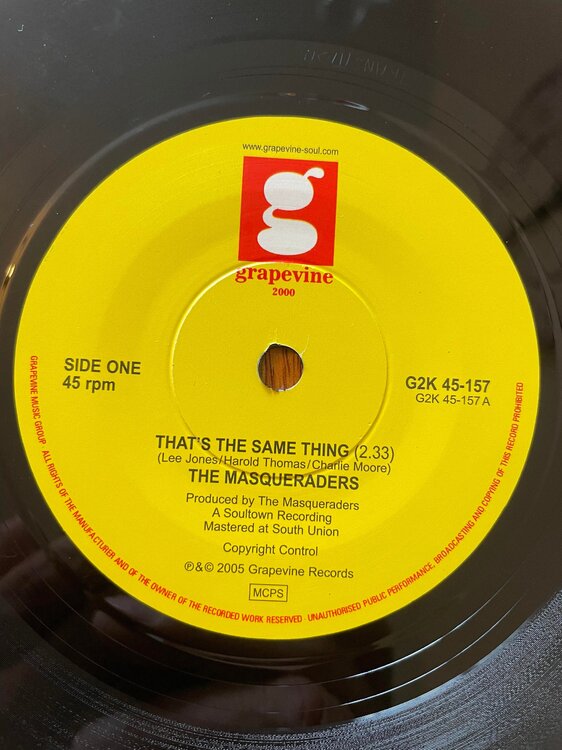 www.grapevine-soul.com
g
grapevine
2000
SIDE ONE
45 rpm
G2K 45-157
G2K 45-157 A
THAT'S THE SAME THING (2.33)
(Lee Jones/Harold Thomas/Charlie Moore)
THE MASQUERADERS
Produced by The Masqueraders
A Soultown Recording
Mastered at South Union
Copyright Control
℗&© 2005 Grapevine Records
MCPS
GRAPEVINE MUSIC GROUP · ALL RIGHTS OF THE MANUFACTURER AND OF THE OWNER OF THE RECORDED WORK RESERVED · UNAUTHORISED PUBLIC PERFORMANCE, BROADCASTING AND COPYING OF THIS RECORD PROHIBITED